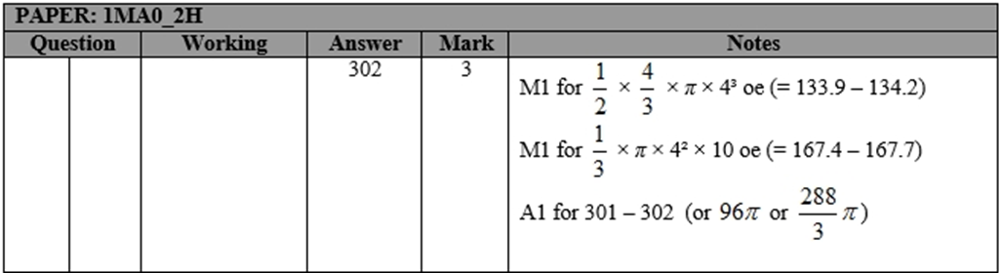 PAPER: 1MA0_2H
Question Working Answer Mark Notes
302 3 M1 for 1/2 × 4/3 × π × 4³ oe (= 133.9 – 134.2)
M1 for 1/3 × π × 4² × 10 oe (= 167.4 – 167.7)
A1 for 301 – 302 (or 96π or 288/3 π)